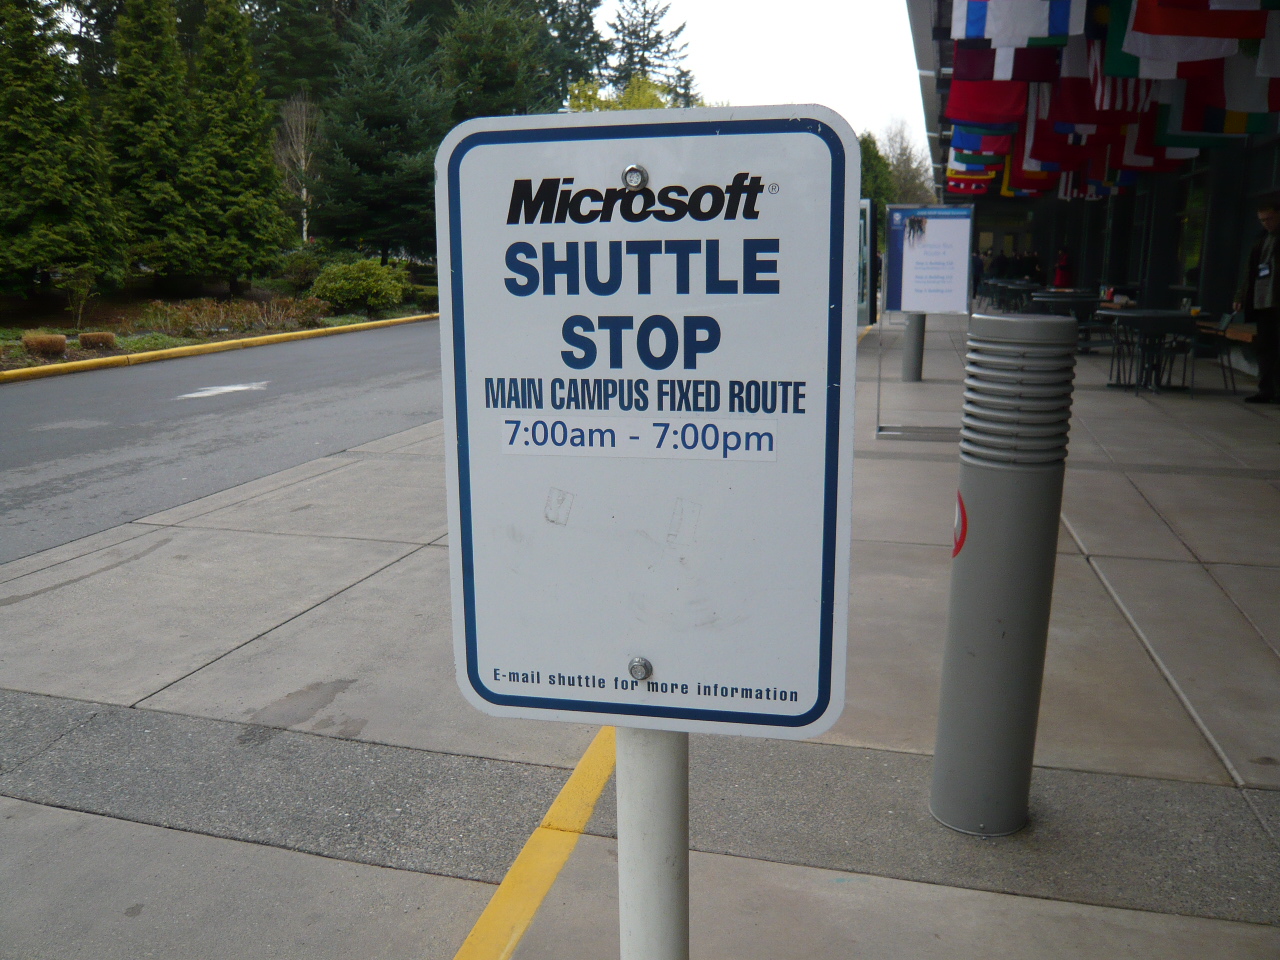 Microsoft®
SHUTTLE
STOP
MAIN CAMPUS FIXED ROUTE
7:00am - 7:00pm
E-mail shuttle for more information